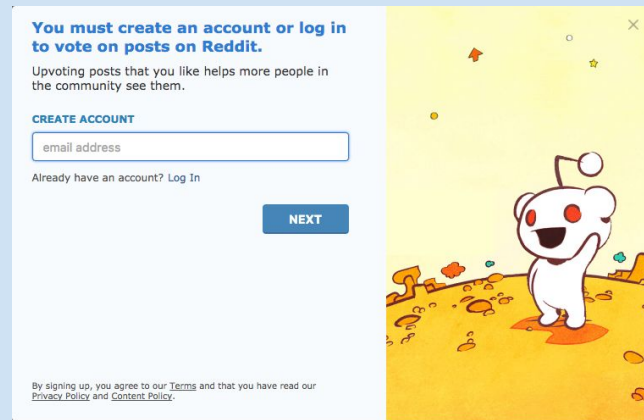 You must create an account or log in
to vote on posts on Reddit.
Upvoting posts that you like helps more people in
the community see them.
CREATE ACCOUNT
email address
Already have an account? Log In
NEXT
By signing up, you agree to our Terms and that you have read our
Privacy Policy and Content Policy.